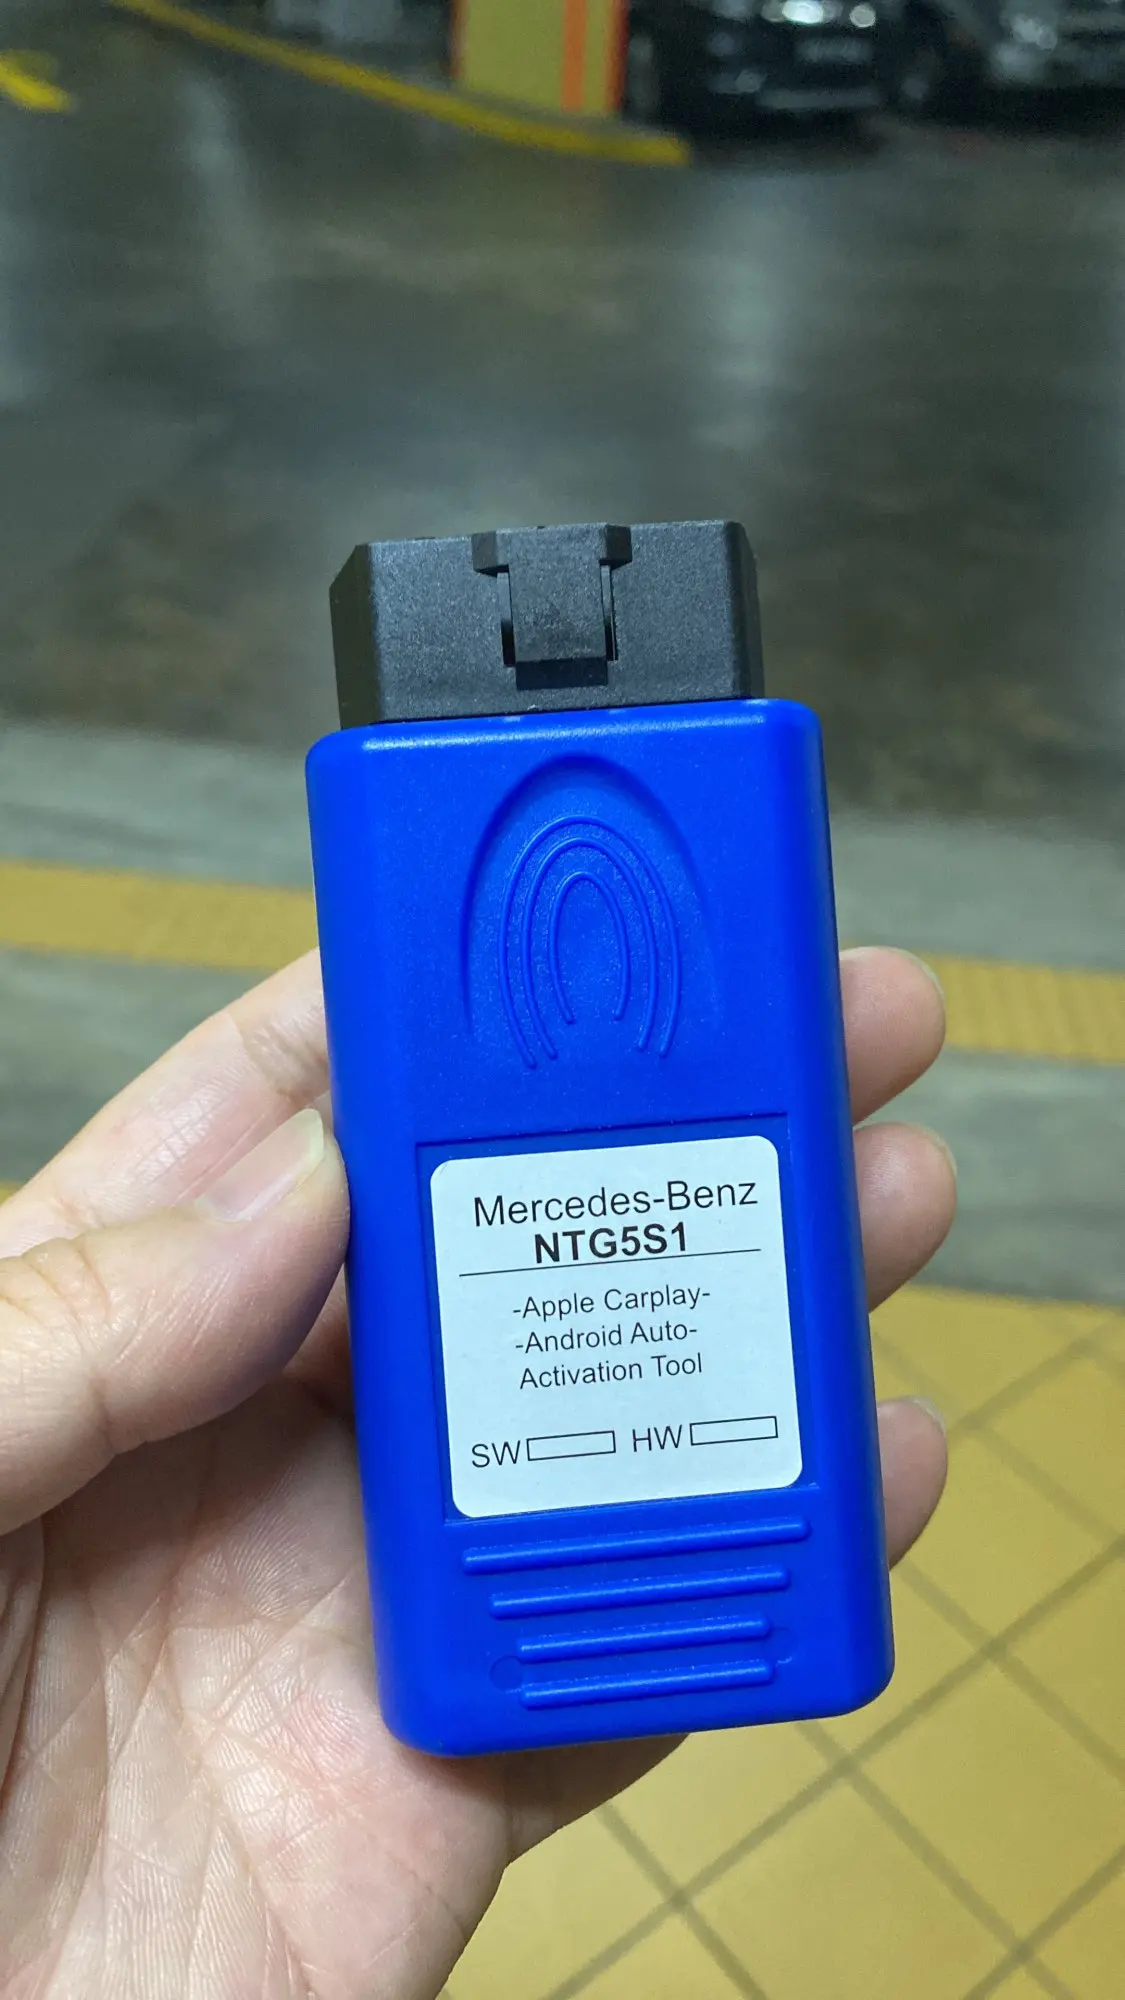 Mercedes-Benz
NTG5S1
-Apple Carplay-
-Android Auto-
Activation Tool
SW HW